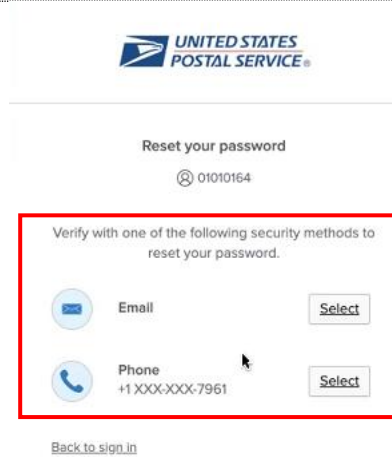 UNITED STATES
POSTAL SERVICE®
Reset your password
01010164
Verify with one of the following security methods to
reset your password.
Email
Select
Phone
+1 XXX-XXX-7961
Select
Back to sign in